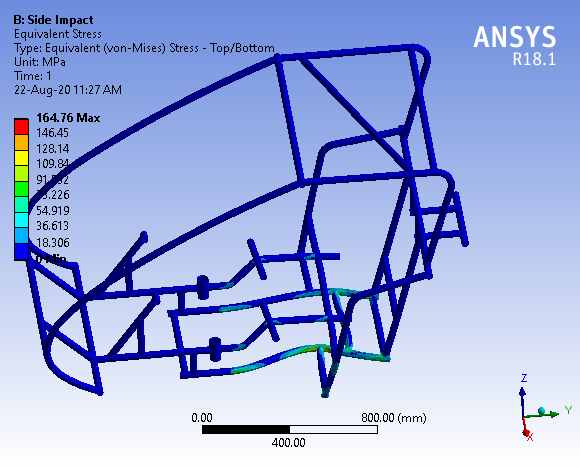 B: Side Impact
Equivalent Stress
Type: Equivalent (von-Mises) Stress - Top/Bottom
Unit: MPa
Time: 1
22-Aug-20 11:27 AM
ANSYS
R18.1
164.76 Max
146.45
128.14
109.84
54.919
36.613
18.306
0 Min
0.00
800.00 (mm)
400.00
Z
Y
X